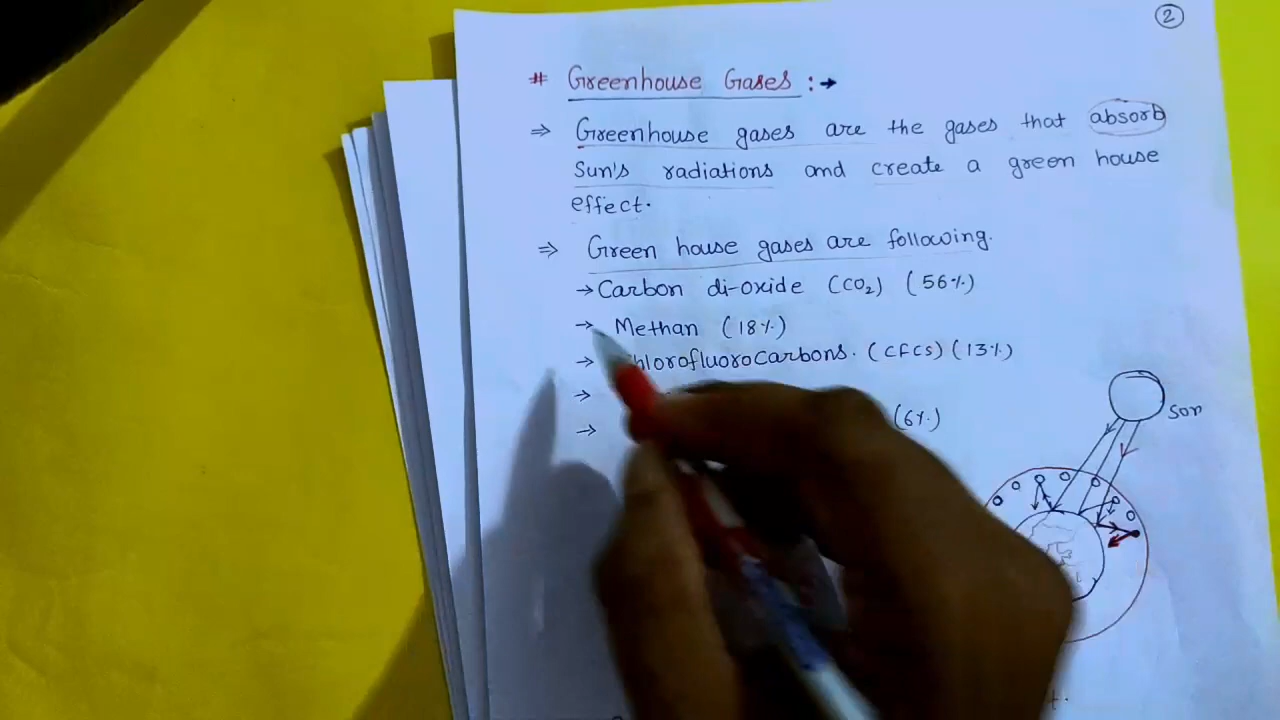 2
# Greenhouse Gases :→
⇒ Greenhouse gases are the gases that absorb
Sun's radiations and create a green house
effect.
⇒ Green house gases are following.
→ Carbon di-oxide (CO₂) (56%)
→ Methan (18%)
→ hlorofluorocarbons. (CFCs) (13%)
→
→ (6%)
Son
t.